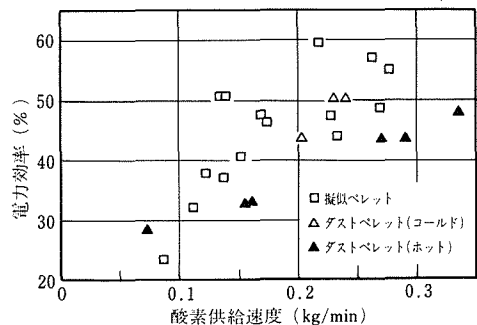 60
50
40
30
20
電力効率 (%)
□ 擬似ペレット
△ ダストペレット(コールド)
▲ ダストペレット(ホット)
0 0.1 0.2 0.3
酸素供給速度 (kg/min)